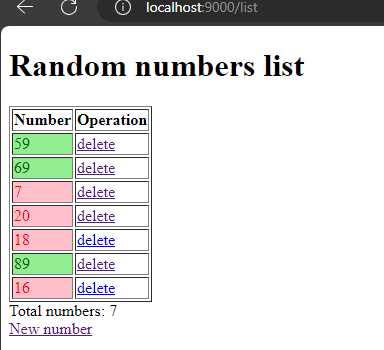 localhost:9000/list
Random numbers list
Number Operation
59 delete
69 delete
7 delete
20 delete
18 delete
89 delete
16 delete
Total numbers: 7
New number